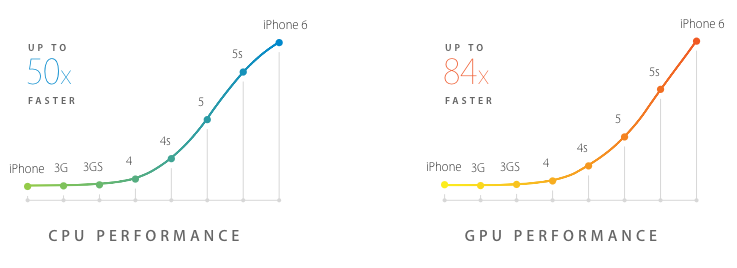 iPhone 6
UP TO
50x
FASTER
5s
5
4s
4
3GS
3G
iPhone
CPU PERFORMANCE
iPhone 6
UP TO
84x
FASTER
5s
5
4s
4
3GS
3G
iPhone
GPU PERFORMANCE